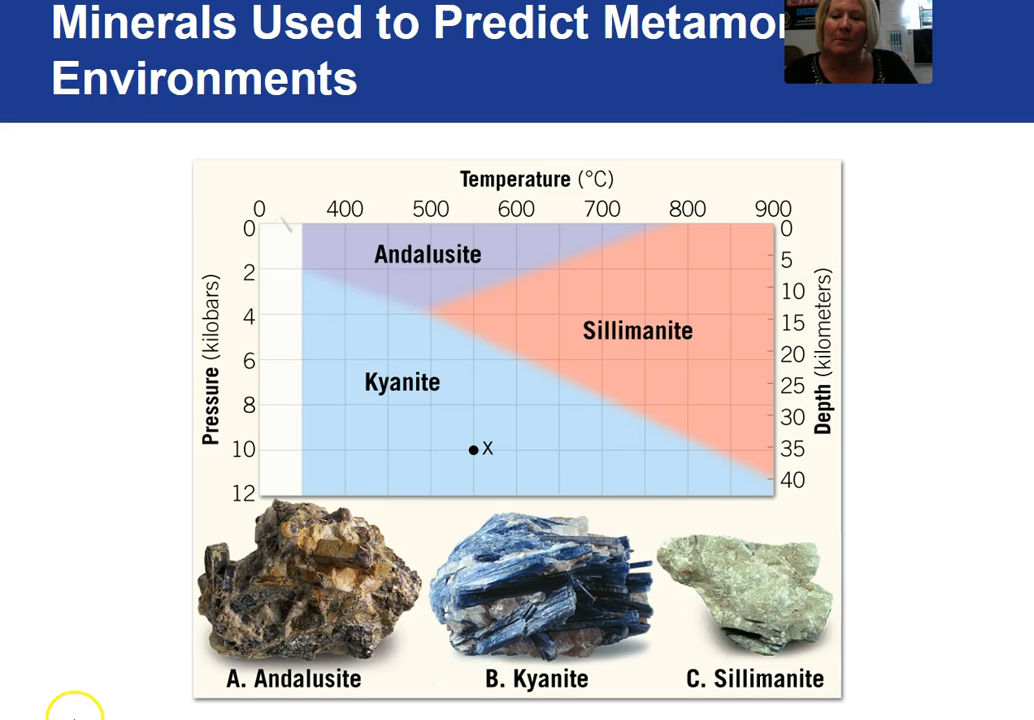 Minerals Used to Predict Metamor
Environments
Temperature (°C)
0 400 500 600 700 800 900
Pressure (kilobars)
0
2
4
6
8
10
12
Andalusite
Sillimanite
Kyanite
X
0
5
10
15
20
25
30
35
40
Depth (kilometers)
A. Andalusite
B. Kyanite
C. Sillimanite